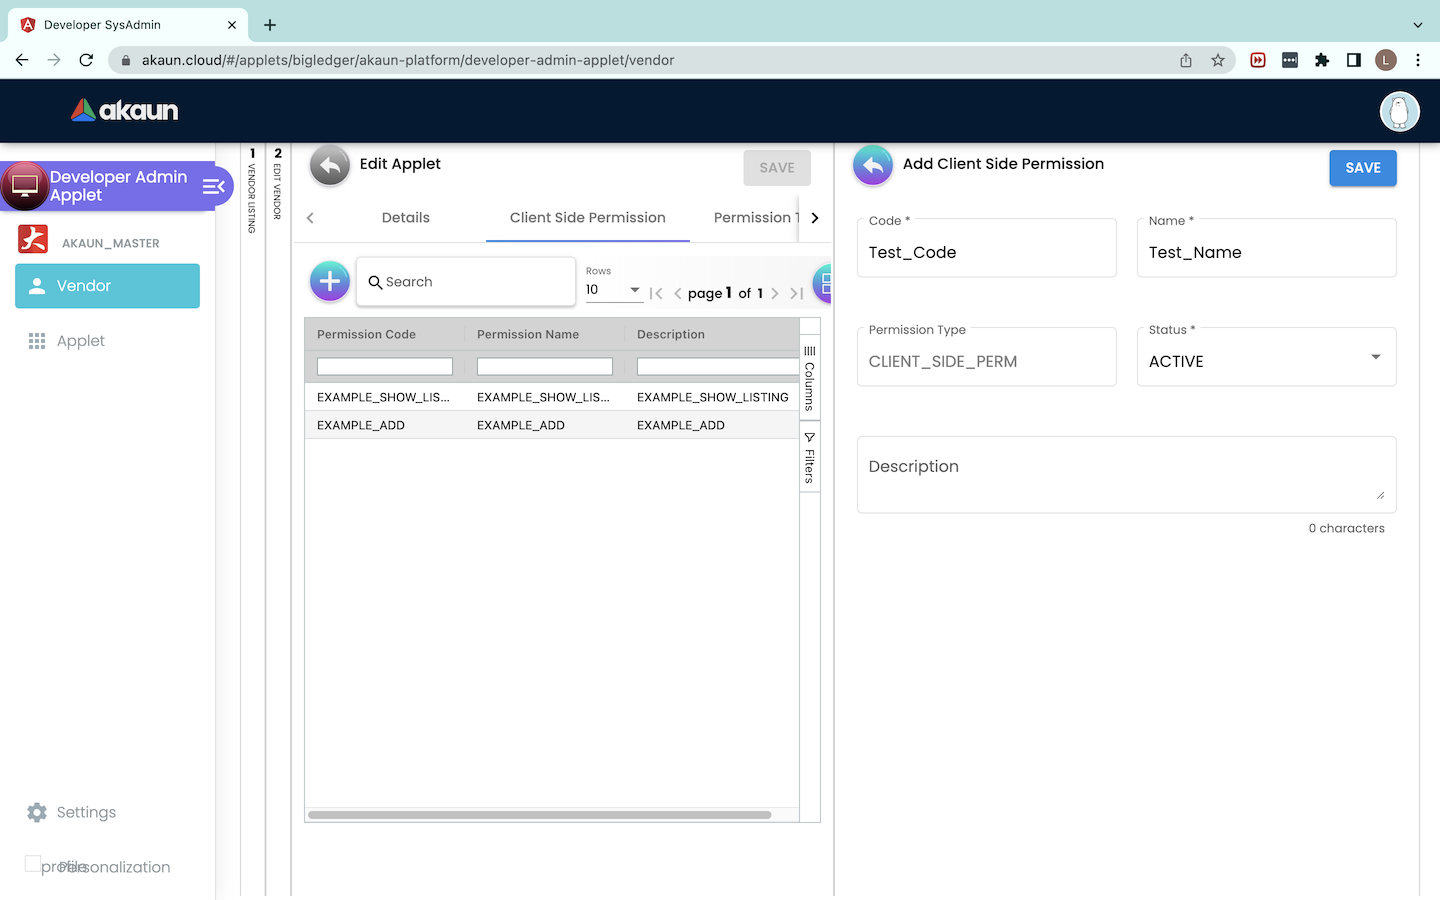 Developer SysAdmin
akaun.cloud/#/applets/bigledger/akaun-platform/developer-admin-applet/vendor
L
akaun
Developer Admin
Applet
AKAUN_MASTER
Vendor
Applet
Settings
profile
Personalization
1 VENDOR LISTING
2 EDIT VENDOR
Edit Applet
SAVE
Details
Client Side Permission
Permission
Search
Rows
10
page 1 of 1
Permission Code Permission Name Description
EXAMPLE_SHOW_LIS... EXAMPLE_SHOW_LIS... EXAMPLE_SHOW_LISTING
EXAMPLE_ADD EXAMPLE_ADD EXAMPLE_ADD
Columns
Filters
Add Client Side Permission
SAVE
Code *
Test_Code
Name *
Test_Name
Permission Type
CLIENT_SIDE_PERM
Status *
ACTIVE
Description
0 characters